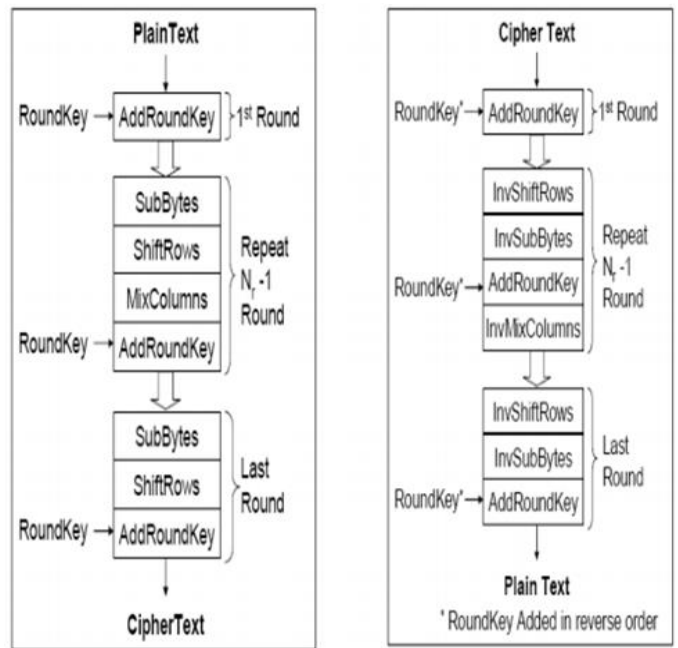 PlainText
RoundKey
AddRoundKey
1st Round
SubBytes
ShiftRows
MixColumns
RoundKey
AddRoundKey
Repeat
Nr -1
Round
SubBytes
ShiftRows
RoundKey
AddRoundKey
Last
Round
CipherText
Cipher Text
RoundKey*
AddRoundKey
1st Round
InvShiftRows
InvSubBytes
RoundKey*
AddRoundKey
InvMixColumns
Repeat
Nr -1
Round
InvShiftRows
InvSubBytes
RoundKey*
AddRoundKey
Last
Round
Plain Text
* RoundKey Added in reverse order